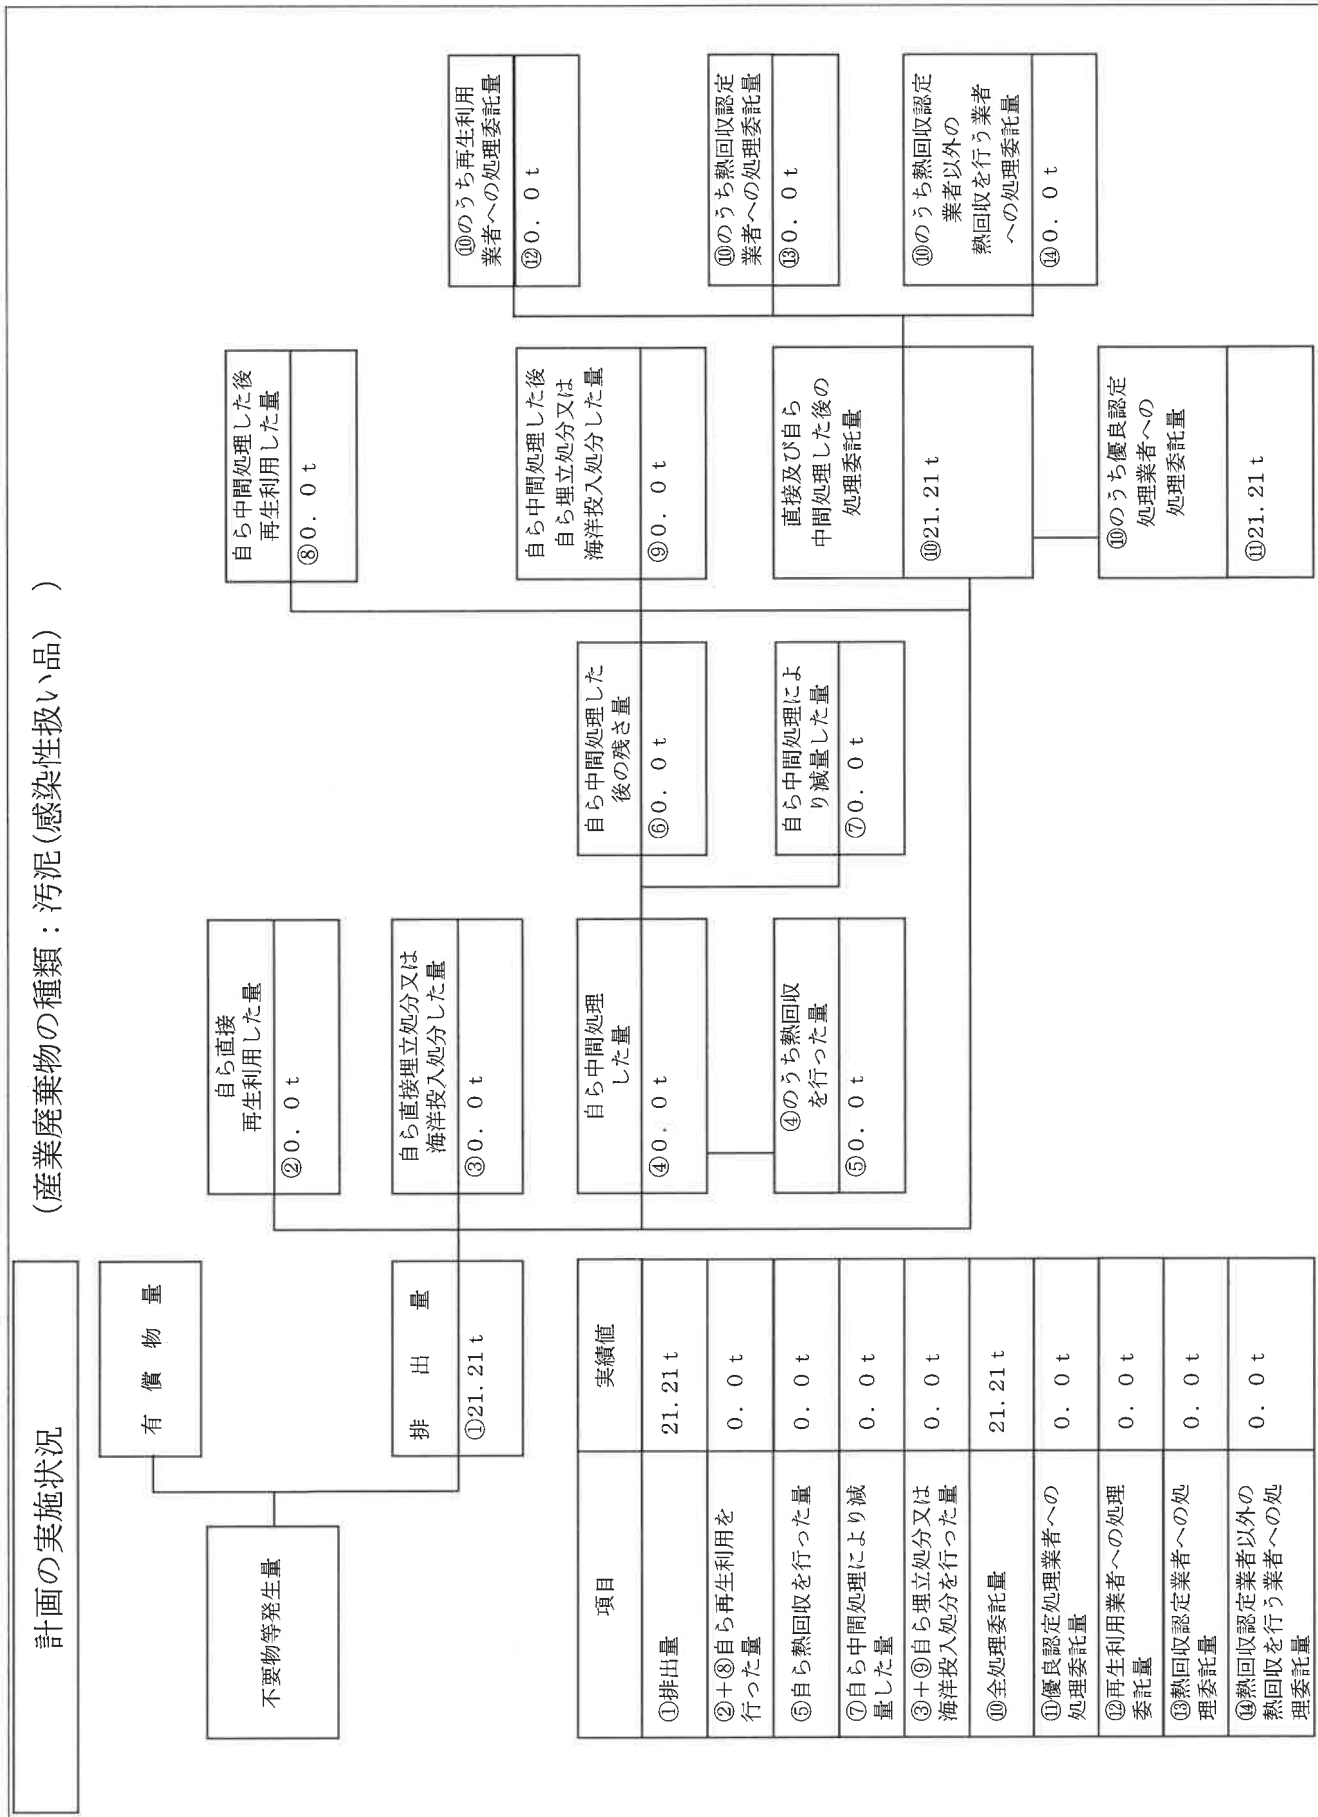 計画の実施状況
(産業廃棄物の種類：汚泥(感染性扱い品)　)
有 償 物 量
不要物等発生量
排 出 量
①21.21t
自ら直接
再生利用した量
②0.0t
自ら直接埋立処分又は
海洋投入処分した量
③0.0t
自ら中間処理
した量
④0.0t
④のうち熱回収
を行った量
⑤0.0t
自ら中間処理した
後の残さ量
⑥0.0t
自ら中間処理によ
り減量した量
⑦0.0t
自ら中間処理した後
再生利用した量
⑧0.0t
自ら中間処理した後
自ら埋立処分又は
海洋投入処分した量
⑨0.0t
直接及び自ら
中間処理した後の
処理委託量
⑩21.21t
⑩のうち優良認定
処理業者への
処理委託量
⑪21.21t
⑩のうち再生利用
業者への処理委託量
⑫0.0t
⑩のうち熱回収認定
業者への処理委託量
⑬0.0t
⑩のうち熱回収認定
業者以外の
熱回収を行う業者
への処理委託量
⑭0.0t
項目 実績値
①排出量 21.21t
②＋⑧自ら再生利用を
行った量 0.0t
⑤自ら熱回収を行った量 0.0t
⑦自ら中間処理により減
量した量 0.0t
③＋⑨自ら埋立処分又は
海洋投入処分を行った量 0.0t
⑩全処理委託量 21.21t
⑪優良認定処理業者への
処理委託量 0.0t
⑫再生利用業者への処理
委託量 0.0t
⑬熱回収認定業者への処
理委託量 0.0t
⑭熱回収認定業者以外の
熱回収を行う業者への処
理委託量 0.0t